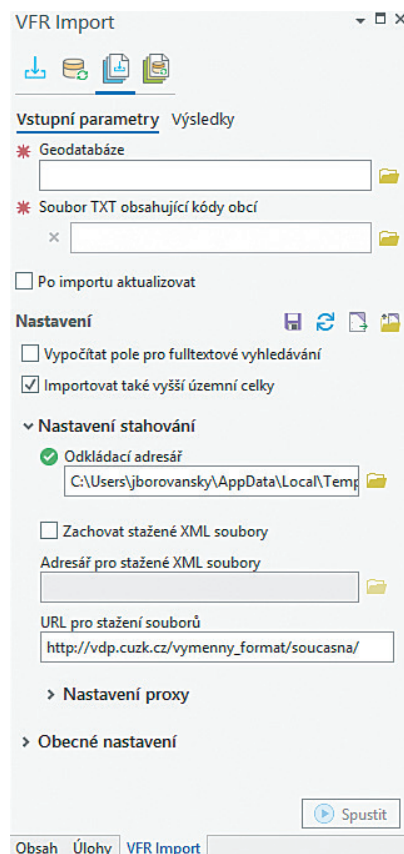 VFR Import
Vstupní parametry Výsledky
Geodatabáze
Soubor TXT obsahující kódy obcí
Po importu aktualizovat
Nastavení
Vypočítat pole pro fulltextové vyhledávání
Importovat také vyšší územní celky
Nastavení stahování
Odkládací adresář
C:\Users\jborovansky\AppData\Local\Temp
Zachovat stažené XML soubory
Adresář pro stažené XML soubory
URL pro stažení souborů
http://vdp.cuzk.cz/vymenny_format/soucasna/
Nastavení proxy
Obecné nastavení
Spustit
Obsah Úlohy VFR Import